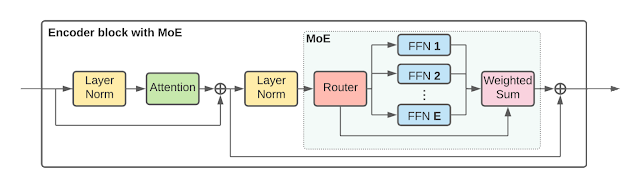 Encoder block with MoE
MoE
Layer
Norm
Attention
Layer
Norm
Router
FFN 1
FFN 2
⋮
FFN E
Weighted
Sum